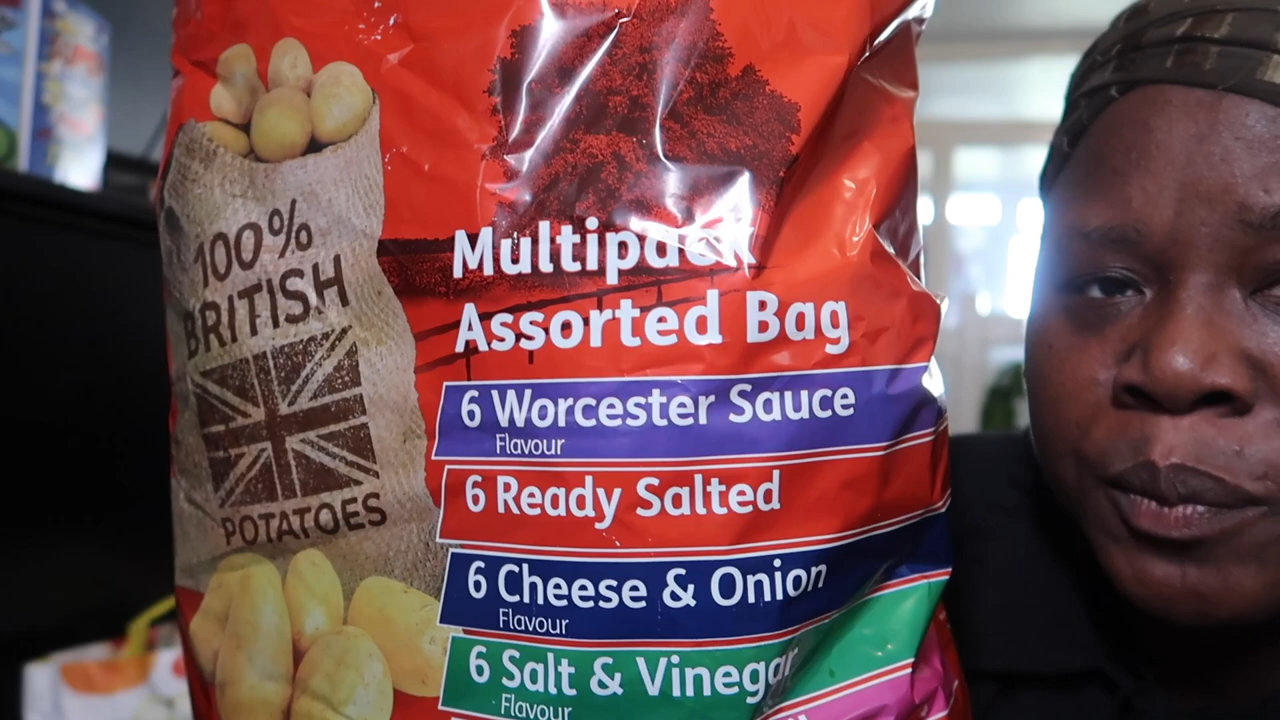 100%
BRITISH
POTATOES
Multipack
Assorted Bag
6 Worcester Sauce
Flavour
6 Ready Salted
6 Cheese & Onion
Flavour
6 Salt & Vinegar
Flavour